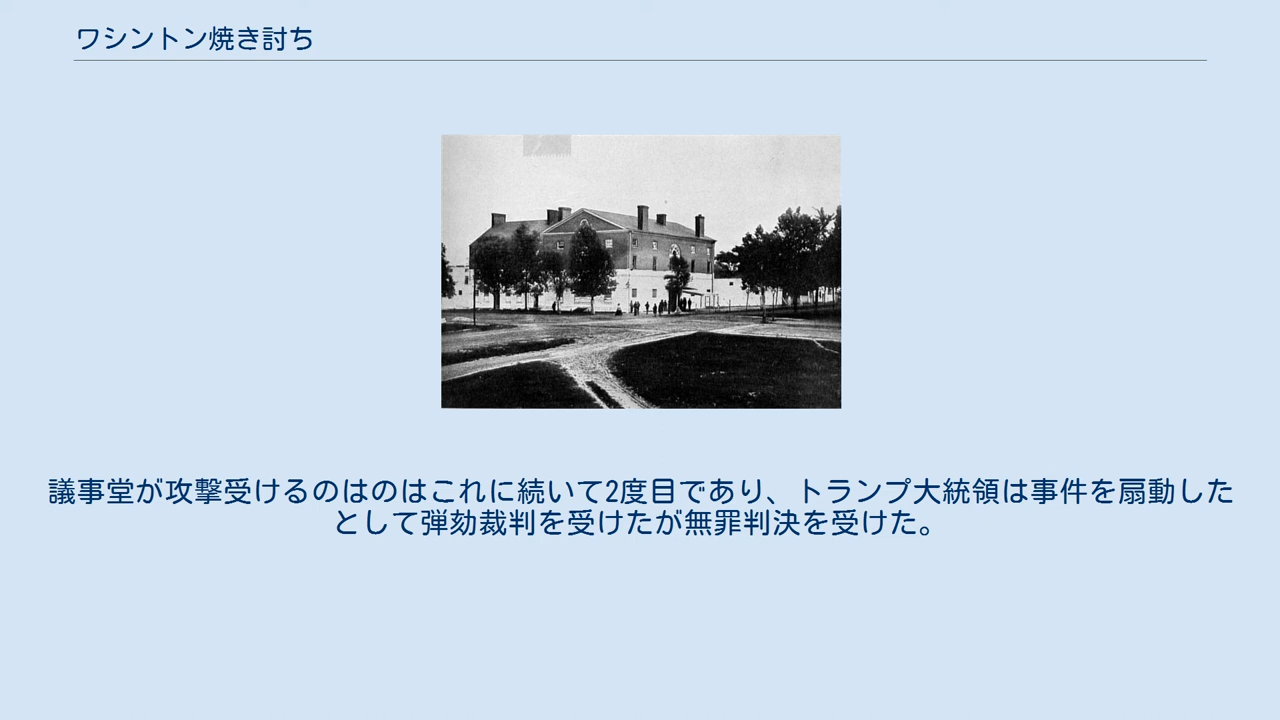 ワシントン焼き討ち
議事堂が攻撃受けるのはのはこれに続いて2度目であり、トランプ大統領は事件を扇動した
として弾劾裁判を受けたが無罪判決を受けた。